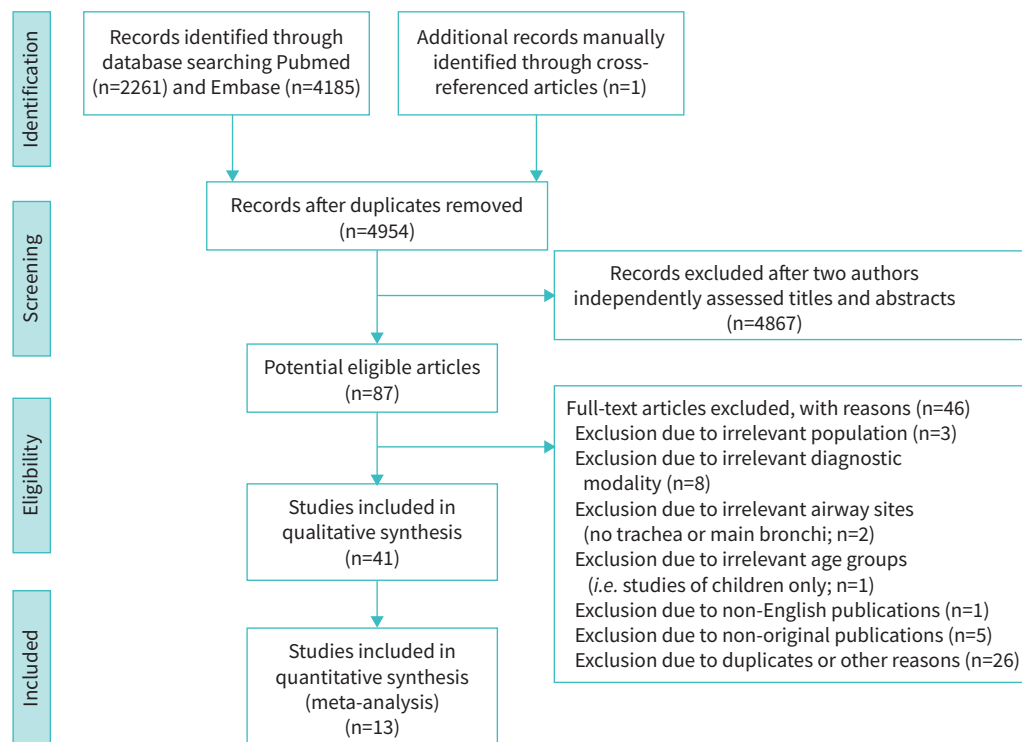 Identification
Records identified through
database searching Pubmed
(n=2261) and Embase (n=4185)
Additional records manually
identified through cross-
referenced articles (n=1)
Screening
Records after duplicates removed
(n=4954)
Records excluded after two authors
independently assessed titles and abstracts
(n=4867)
Potential eligible articles
(n=87)
Eligibility
Full-text articles excluded, with reasons (n=46)
Exclusion due to irrelevant population (n=3)
Exclusion due to irrelevant diagnostic
modality (n=8)
Exclusion due to irrelevant airway sites
(no trachea or main bronchi; n=2)
Exclusion due to irrelevant age groups
(i.e. studies of children only; n=1)
Exclusion due to non-English publications (n=1)
Exclusion due to non-original publications (n=5)
Exclusion due to duplicates or other reasons (n=26)
Studies included in
qualitative synthesis
(n=41)
Included
Studies included in
quantitative synthesis
(meta-analysis)
(n=13)